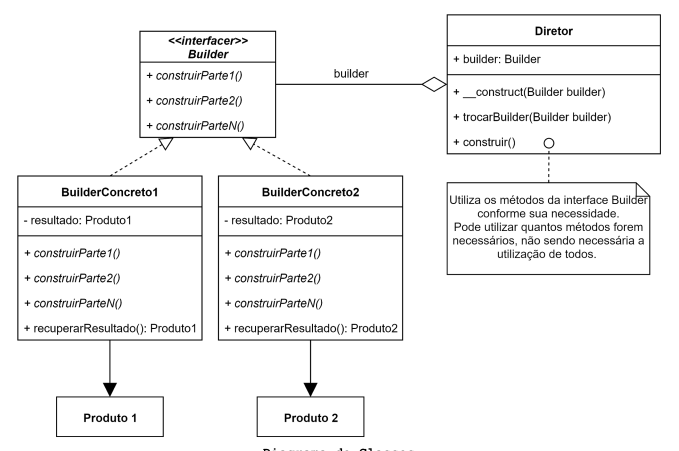 <<interfacer>>
Builder
+ construirParte1()
+ construirParte2()
+ construirParteN()
builder
Diretor
+ builder: Builder
+ __construct(Builder builder)
+ trocarBuilder(Builder builder)
+ construir()
Utiliza os métodos da interface Builder
conforme sua necessidade.
Pode utilizar quantos métodos forem
necessários, não sendo necessária a
utilização de todos.
BuilderConcreto1
- resultado: Produto1
+ construirParte1()
+ construirParte2()
+ construirParteN()
+ recuperarResultado(): Produto1
BuilderConcreto2
- resultado: Produto2
+ construirParte1()
+ construirParte2()
+ construirParteN()
+ recuperarResultado(): Produto2
Produto 1
Produto 2